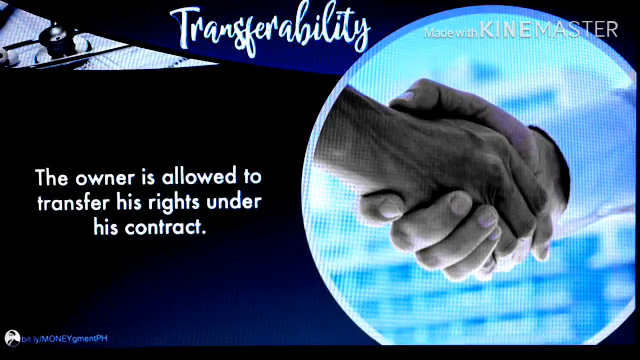 Transferability
Made with KINEMASTER
The owner is allowed to
transfer his rights under
his contract.
bit.ly/MONEYgmentPH